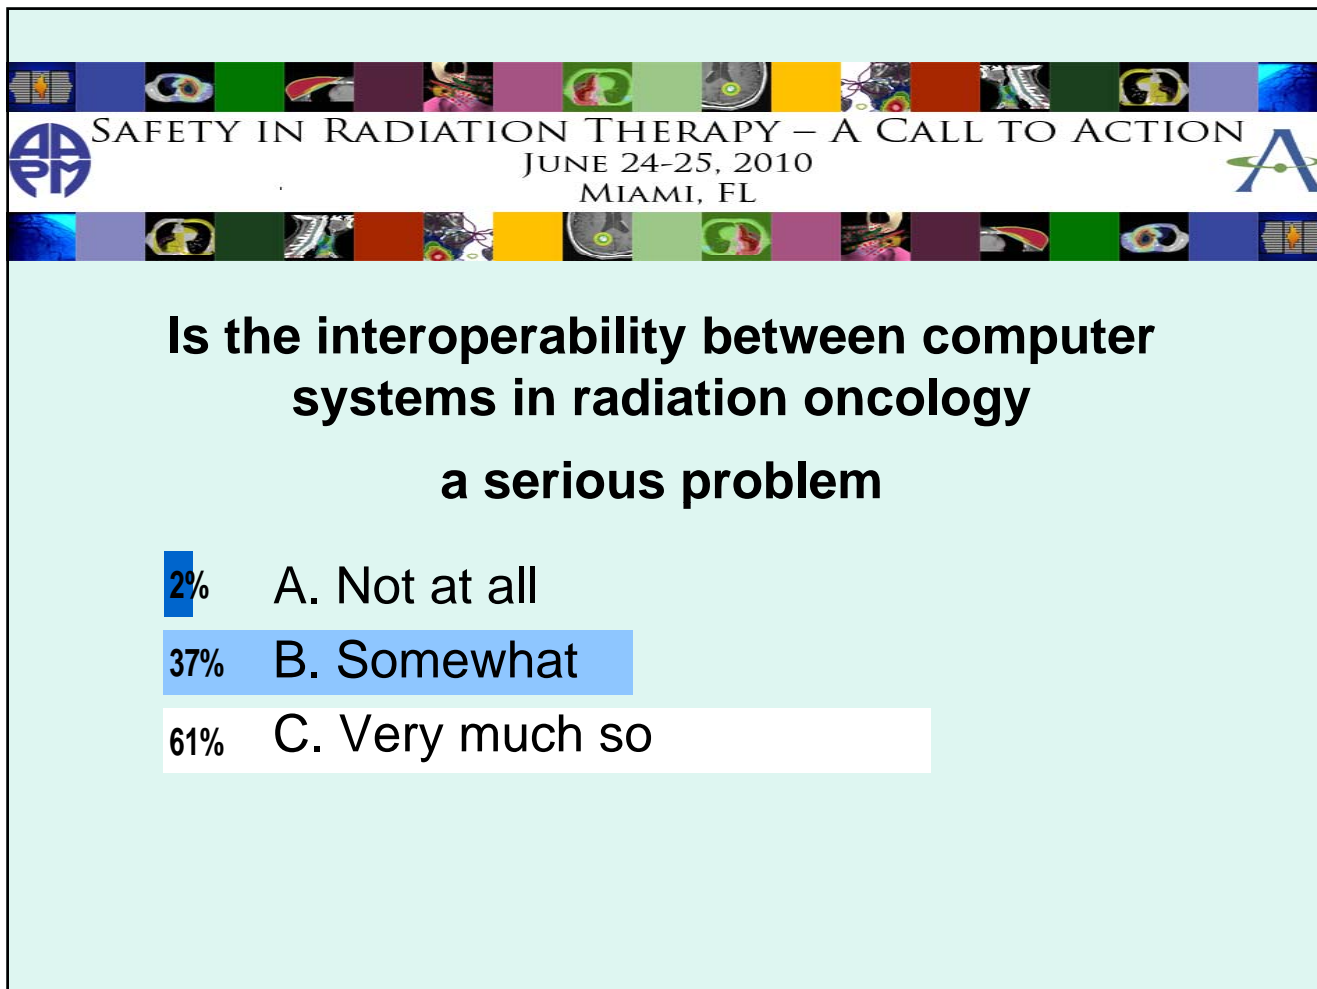 SAFETY IN RADIATION THERAPY – A CALL TO ACTION
JUNE 24-25, 2010
MIAMI, FL
AAPM
A
Is the interoperability between computer
systems in radiation oncology
a serious problem
2% A. Not at all
37% B. Somewhat
61% C. Very much so